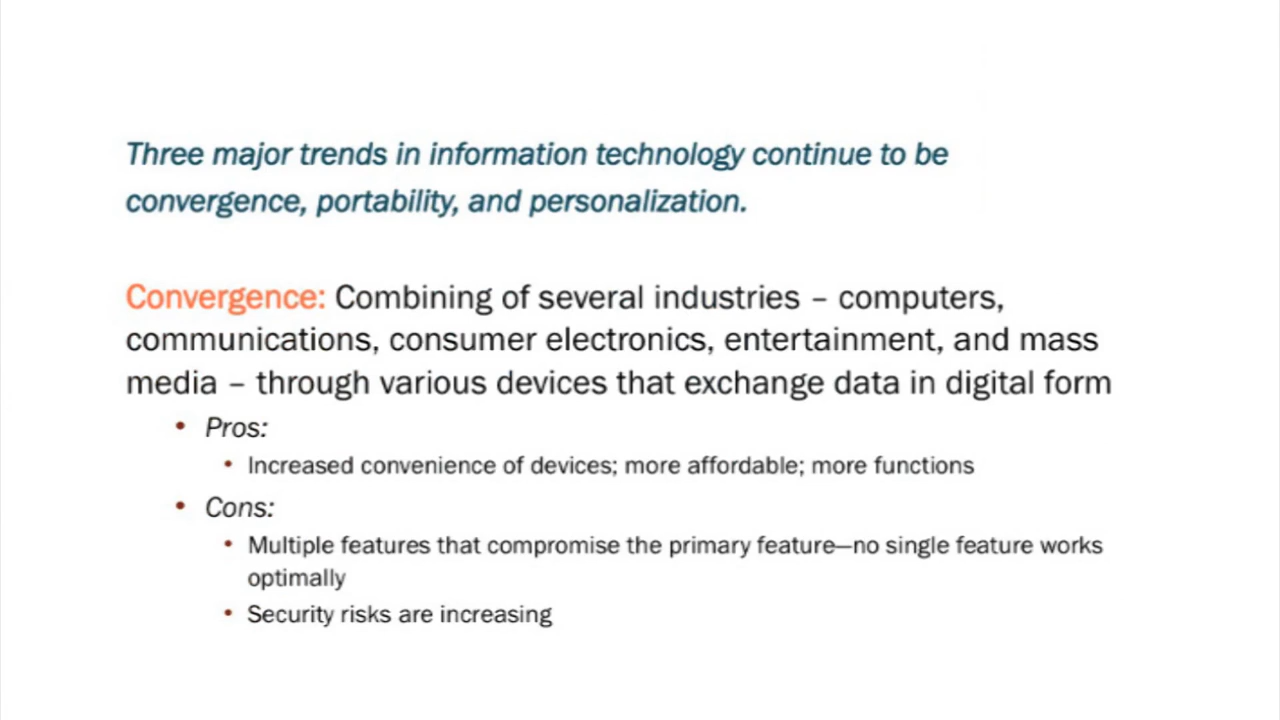 Three major trends in information technology continue to be
convergence, portability, and personalization.
Convergence: Combining of several industries – computers,
communications, consumer electronics, entertainment, and mass
media – through various devices that exchange data in digital form
• Pros:
• Increased convenience of devices; more affordable; more functions
• Cons:
• Multiple features that compromise the primary feature—no single feature works
optimally
• Security risks are increasing